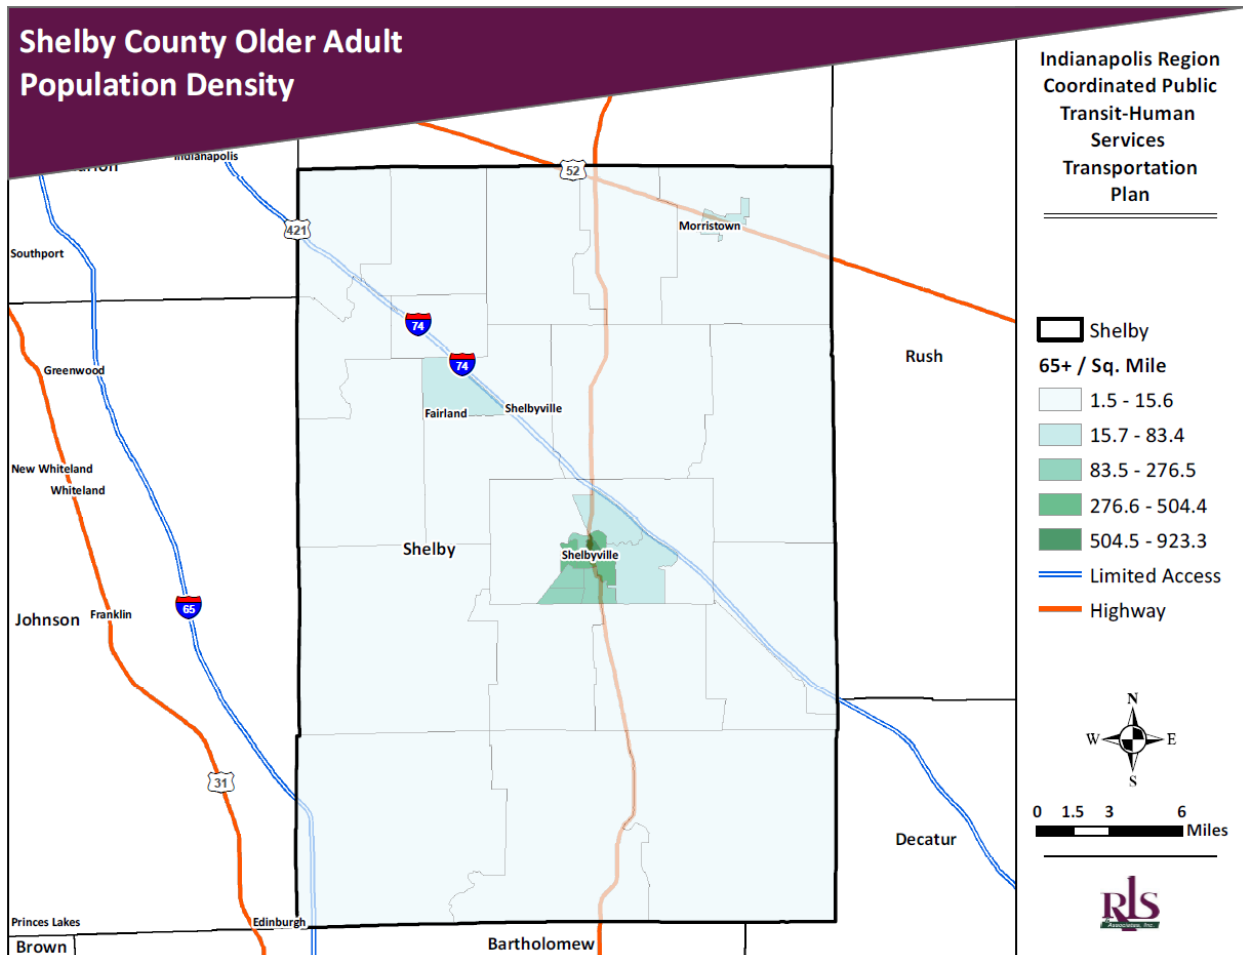 Shelby County Older Adult
Population Density
Indianapolis Region
Coordinated Public
Transit-Human
Services
Transportation
Plan
Indianapolis
52
421
Morristown
Southport
74
74
Greenwood
Fairland
Shelbyville
Rush
New Whiteland
Whiteland
Shelby
Shelbyville
65
Johnson
Franklin
31
Decatur
Princes Lakes
Edinburgh
Brown
Bartholomew
Shelby
65+ / Sq. Mile
1.5 - 15.6
15.7 - 83.4
83.5 - 276.5
276.6 - 504.4
504.5 - 923.3
Limited Access
Highway
N
W E
S
0 1.5 3 6
Miles
RLS
& Associates, Inc.